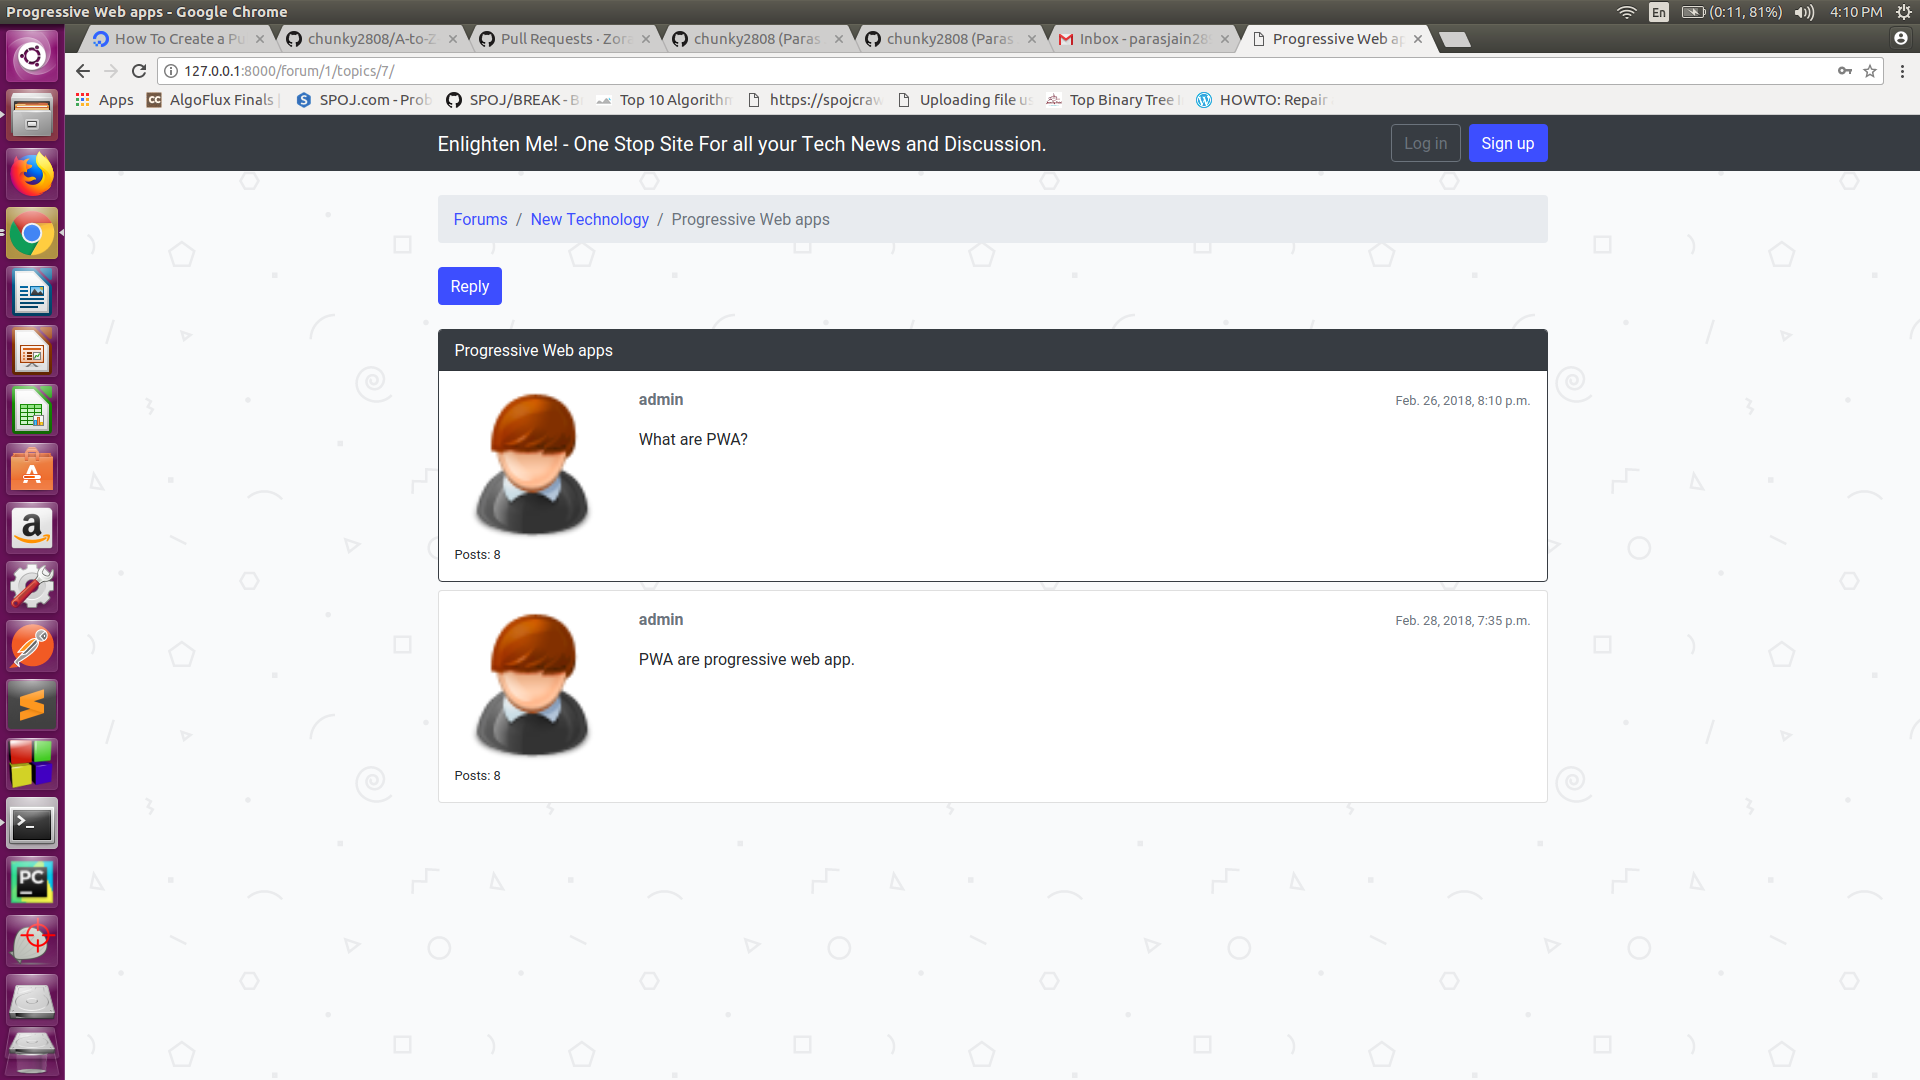 Progressive Web apps - Google Chrome
En (0:11, 81%) 4:10 PM
How To Create a Pu
chunky2808/A-to-Z
Pull Requests · Zora
chunky2808 (Paras
chunky2808 (Paras
Inbox - parasjain28
Progressive Web ap
127.0.0.1:8000/forum/1/topics/7/
Apps
CC AlgoFlux Finals
S SPOJ.com - Prob
SPOJ/BREAK - B
Top 10 Algorithm
https://spojcraw
Uploading file us
Top Binary Tree
HOWTO: Repair
Enlighten Me! - One Stop Site For all your Tech News and Discussion.
Log in
Sign up
Forums / New Technology / Progressive Web apps
Reply
Progressive Web apps
admin
Feb. 26, 2018, 8:10 p.m.
What are PWA?
Posts: 8
admin
Feb. 28, 2018, 7:35 p.m.
PWA are progressive web app.
Posts: 8
PC